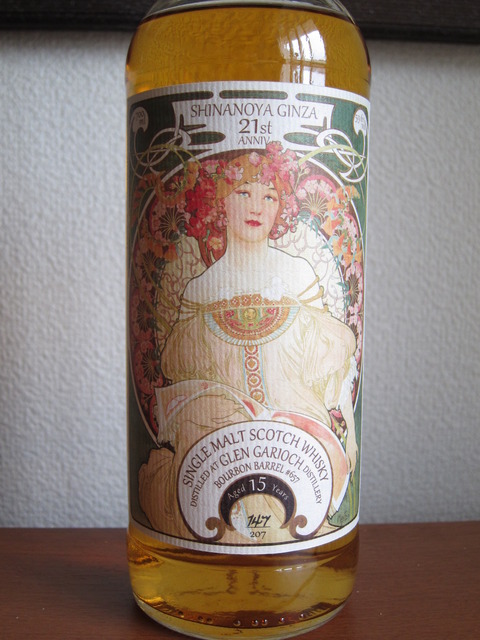 SHINANOYA GINZA
21st
ANNIV.
SINGLE MALT SCOTCH WHISKY
DISTILLED AT GLEN GARIOCH DISTILLERY
BOURBON BARREL #657
Aged 15 Years
147
207